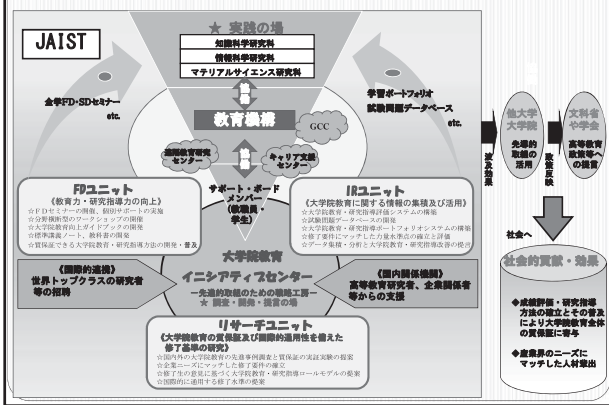 JAIST
★ 実践の場
知識科学研究科
情報科学研究科
マテリアルサイエンス研究科
全学FD・SDセミナー
etc.
学習ポートフォリオ
試験問題データベース
etc.
教育機構
GCC
遠隔教育研究
センター
キャリア支援
センター
サポート・ボード
メンバー
(教職員・
学生)
FDユニット
《教育力・研究指導力の向上》
☆FDセミナーの開催、個別サポートの実施
☆分野横断型のワークショップの開催
☆大学院教育向上ガイドブックの開発
☆標準講義ノート、教科書の開発
☆質保証できる大学院教育・研究指導方法の開発・普及
IRユニット
《大学院教育に関する情報の集積及び活用》
☆大学院教育・研究指導評価システムの構築
☆試験問題データベースの開発
☆大学院教育・研究指導ポートフォリオシステムの構築
☆修了要件にマッチした力量水準点の確立と評価
☆データ集積・分析と大学院教育・研究指導改善の提言
大学院教育
イニシアティブセンター
―先進的取組のための戦略工房―
★ 調査・開発・提言の場
《国際的連携》
世界トップクラスの研究者
等の招聘
《国内外関係機関》
高等教育研究者、企業関係者
等からの支援
リサーチユニット
《大学院教育の質保証及び国際的通用性を備えた
修了基準の研究》
☆国内外の大学院教育の先進事例調査と質保証の実証実験の提案
☆企業ニーズにマッチした修了要件の確立
☆修了生の意見に基づく大学院教育・研究指導ロールモデルの提案
☆国際的に通用する修了水準の提案
波及効果
他大学
大学院
先導的
取組の
活用
政策反映
文科省
や学会
高等教育
政策等へ
の提言
社会へ
社会的貢献・効果
◆成績評価・研究指導
方法の確立とその普及
により大学院教育全体
の質保証に寄与
◆産業界のニーズに
マッチした人材輩出